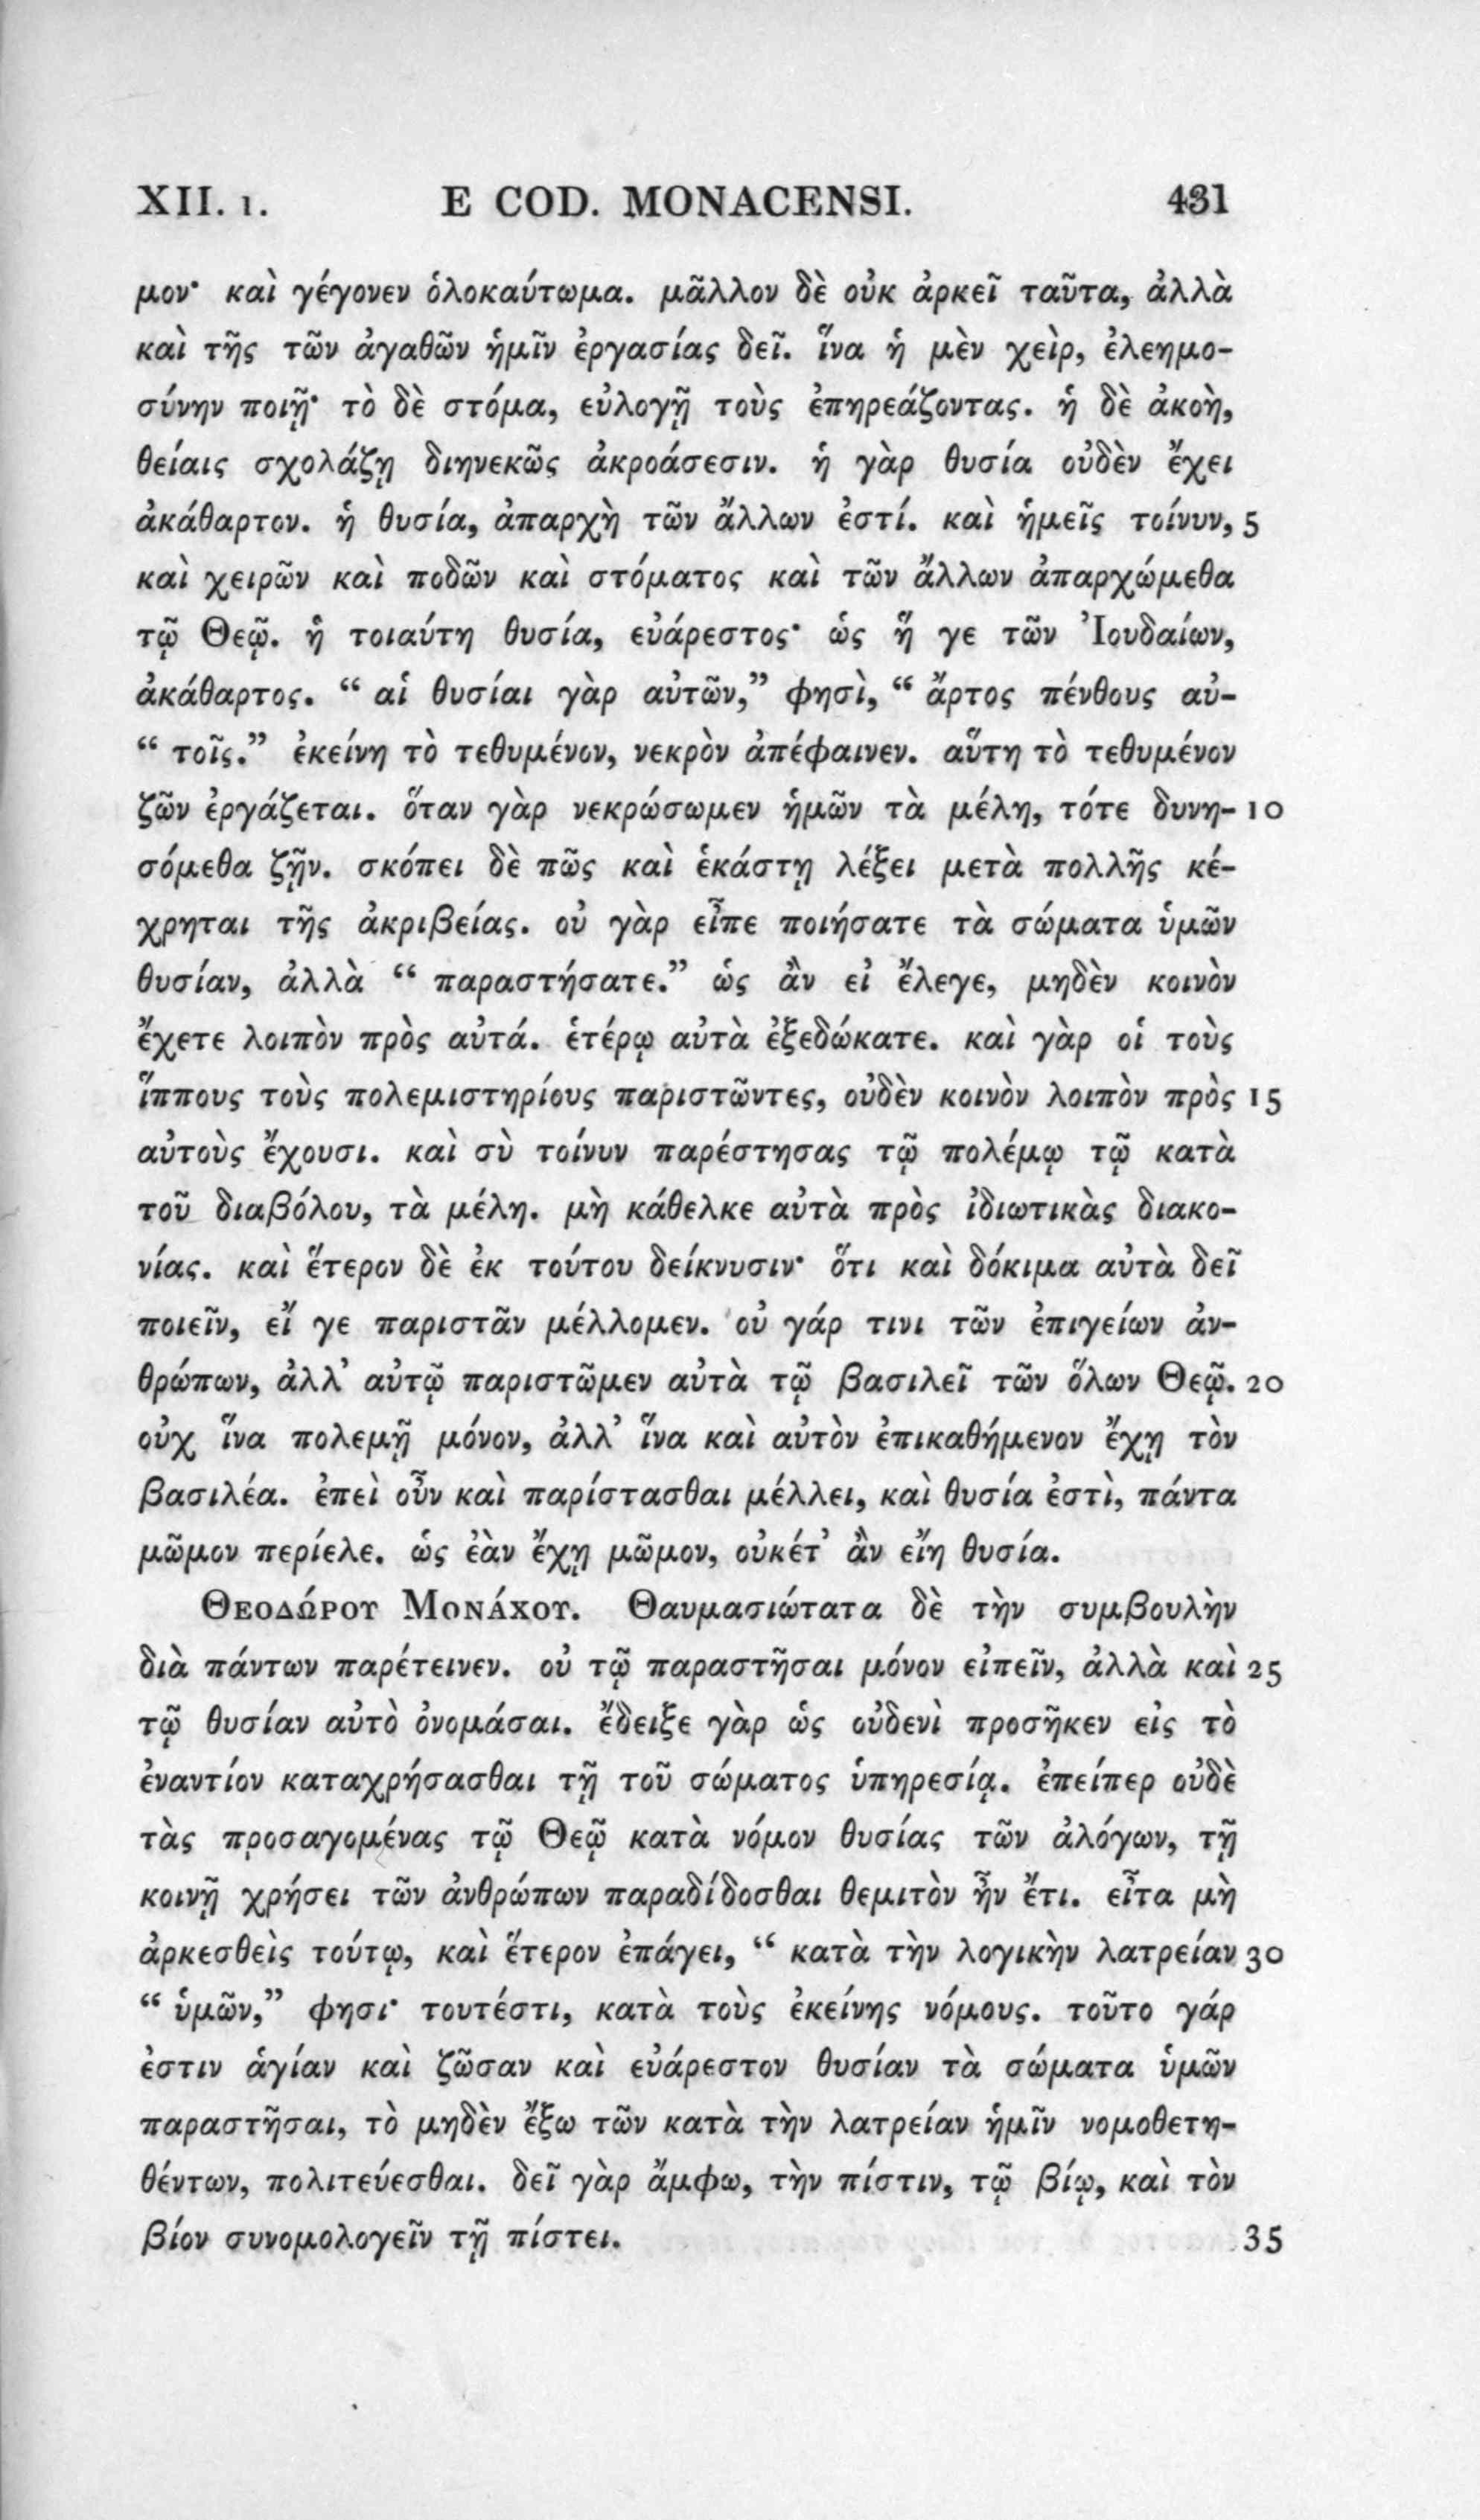 XII. 1. E COD. MONACENSI. 431
μον· καὶ γέγονεν ὁλοκαύτωμα. μᾶλλον δὲ οὐκ ἀρκεῖ ταῦτα, ἀλλὰ
καὶ τῆς τῶν ἀγαθῶν ἡμῖν ἐργασίας δεῖ. ἵνα ἡ μὲν χεὶρ, ἐλεημο-
σύνην ποιῇ· τὸ δὲ στόμα, εὐλογῇ τοὺς ἐπηρεάζοντας. ἡ δὲ ἀκοὴ,
θείαις σχολάζῃ διηνεκῶς ἀκροάσεσιν. ἡ γὰρ θυσία οὐδὲν ἔχει
ἀκάθαρτον. ἡ θυσία, ἀπαρχὴ τῶν ἄλλων ἐστί. καὶ ἡμεῖς τοίνυν, 5
καὶ χειρῶν καὶ ποδῶν καὶ στόματος καὶ τῶν ἄλλων ἀπαρχώμεθα
τῷ Θεῷ. ἡ τοιαύτη θυσία, εὐάρεστος· ὡς ἥ γε τῶν Ἰουδαίων,
ἀκάθαρτος. “ αἱ θυσίαι γὰρ αὐτῶν,” φησὶ, “ ἄρτος πένθους αὐ-
“ τοῖς.” ἐκείνη τὸ τεθυμένον, νεκρὸν ἀπέφαινεν. αὕτη τὸ τεθυμένον
ζῶν ἐργάζεται. ὅταν γὰρ νεκρώσωμεν ἡμῶν τὰ μέλη, τότε δυνη- 10
σόμεθα ζῇν. σκόπει δὲ πῶς καὶ ἑκάστῃ λέξει μετὰ πολλῆς κέ-
χρηται τῆς ἀκριβείας. οὐ γὰρ εἶπε ποιήσατε τὰ σώματα ὑμῶν
θυσίαν, ἀλλὰ “ παραστήσατε.” ὡς ἂν εἰ ἔλεγε, μηδὲν κοινὸν
ἔχετε λοιπὸν πρὸς αὐτά. ἑτέρῳ αὐτὰ ἐξεδώκατε. καὶ γὰρ οἱ τοὺς
ἵππους τοὺς πολεμιστηρίους παριστῶντες, οὐδὲν κοινὸν λοιπὸν πρὸς 15
αὐτοὺς ἔχουσι. καὶ σὺ τοίνυν παρέστησας τῷ πολέμῳ τῷ κατὰ
τοῦ διαβόλου, τὰ μέλη. μὴ κάθελκε αὐτὰ πρὸς ἰδιωτικὰς διακο-
νίας. καὶ ἕτερον δὲ ἐκ τούτου δείκνυσιν· ὅτι καὶ δόκιμα αὐτὰ δεῖ
ποιεῖν, εἴ γε παριστᾶν μέλλομεν. οὐ γάρ τινι τῶν ἐπιγείων ἀν-
θρώπων, ἀλλ’ αὐτῷ παριστῶμεν αὐτὰ τῷ βασιλεῖ τῶν ὅλων Θεῷ. 20
οὐχ ἵνα πολεμῇ μόνον, ἀλλ’ ἵνα καὶ αὐτὸν ἐπικαθήμενον ἔχῃ τὸν
βασιλέα. ἐπεὶ οὖν καὶ παρίστασθαι μέλλει, καὶ θυσία ἐστὶ, πάντα
μῶμον περίελε. ὡς ἐὰν ἔχῃ μῶμον, οὐκέτ’ ἂν εἴη θυσία.
ΘΕΟΔΏΡΟΥ ΜΟΝΆΧΟΥ. Θαυμασιώτατα δὲ τὴν συμβουλὴν
διὰ πάντων παρέτεινεν. οὐ τῷ παραστῆσαι μόνον εἰπεῖν, ἀλλὰ καὶ 25
τῷ θυσίαν αὐτὸ ὀνομάσαι. ἔδειξε γὰρ ὡς οὐδενὶ προσῆκεν εἰς τὸ
ἐναντίον καταχρήσασθαι τῇ τοῦ σώματος ὑπηρεσίᾳ. ἐπείπερ οὐδὲ
τὰς προσαγομένας τῷ Θεῷ κατὰ νόμον θυσίας τῶν ἀλόγων, τῇ
κοινῇ χρήσει τῶν ἀνθρώπων παραδίδοσθαι θεμιτὸν ἦν ἔτι. εἶτα μὴ
ἀρκεσθεὶς τούτῳ, καὶ ἕτερον ἐπάγει, “ κατὰ τὴν λογικὴν λατρείαν 30
“ ὑμῶν,” φησι· τουτέστι, κατὰ τοὺς ἐκείνης νόμους. τοῦτο γάρ
ἐστιν ἁγίαν καὶ ζῶσαν καὶ εὐάρεστον θυσίαν τὰ σώματα ὑμῶν
παραστῆσαι, τὸ μηδὲν ἔξω τῶν κατὰ τὴν λατρείαν ἡμῖν νομοθετη-
θέντων, πολιτεύεσθαι. δεῖ γὰρ ἄμφω, τὴν πίστιν, τῷ βίῳ, καὶ τὸν
βίον συνομολογεῖν τῇ πίστει. 35